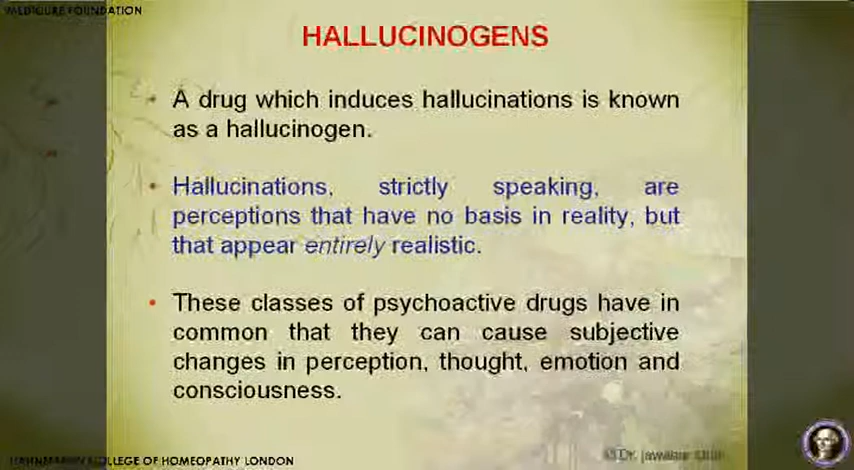 FOUNDATION
HALLUCINOGENS
• A drug which induces hallucinations is known
as a hallucinogen.
• Hallucinations, strictly speaking, are
perceptions that have no basis in reality, but
that appear entirely realistic.
• These classes of psychoactive drugs have in
common that they can cause subjective
changes in perception, thought, emotion and
consciousness.
COLLEGE OF HOMEOPATHY LONDON
© Dr.